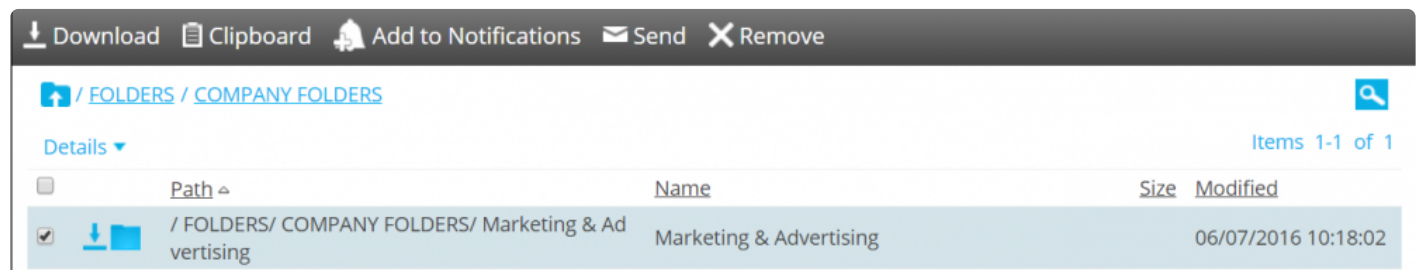 Download Clipboard Add to Notifications Send Remove
/ FOLDERS / COMPANY FOLDERS
Details
Items 1-1 of 1
Path Name Size Modified
/ FOLDERS/ COMPANY FOLDERS/ Marketing & Ad
vertising
Marketing & Advertising
06/07/2016 10:18:02